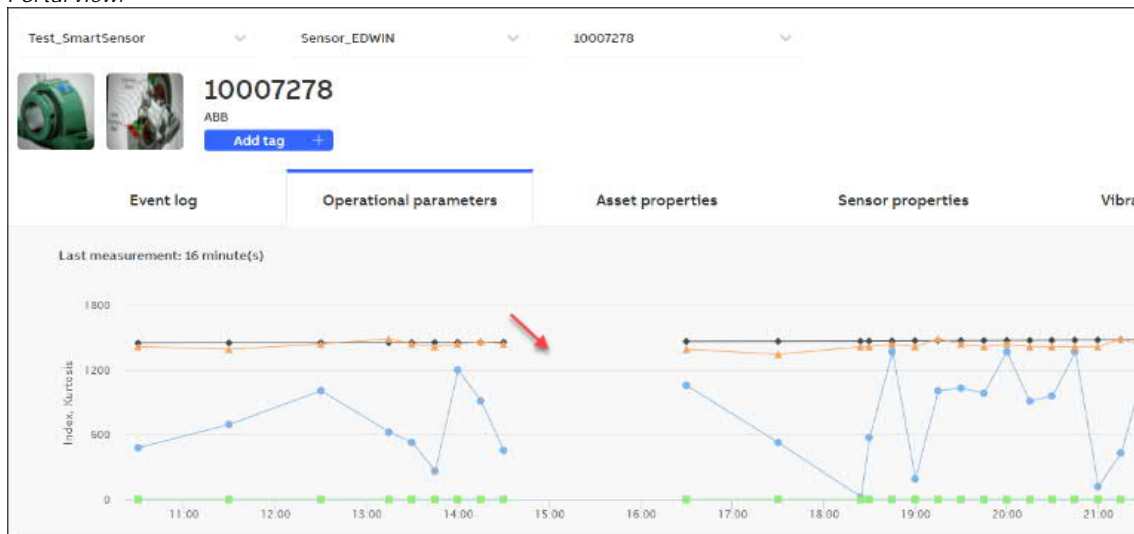 Test_SmartSensor Sensor_EDWIN 10007278
10007278
ABB
Add tag +
Event log Operational parameters Asset properties Sensor properties Vibra
Last measurement: 16 minute(s)
1800
1200
600
0
Index, Kurtosis
11:00 12:00 13:00 14:00 15:00 16:00 17:00 18:00 19:00 20:00 21:00